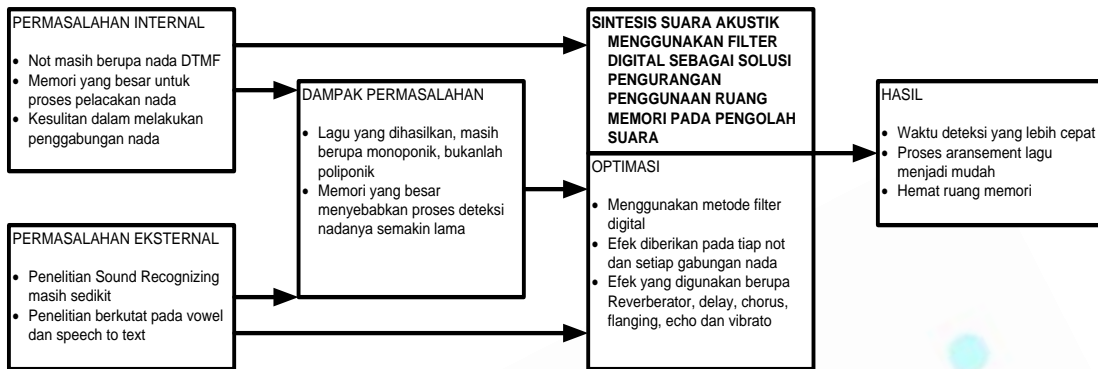 PERMASALAHAN INTERNAL
• Not masih berupa nada DTMF
• Memori yang besar untuk
proses pelacakan nada
• Kesulitan dalam melakukan
penggabungan nada
PERMASALAHAN EKSTERNAL
• Penelitian Sound Recognizing
masih sedikit
• Penelitian berkutat pada vowel
dan speech to text
DAMPAK PERMASALAHAN
• Lagu yang dihasilkan, masih
berupa monoponik, bukanlah
poliponik
• Memori yang besar
menyebabkan proses deteksi
nadanya semakin lama
SINTESIS SUARA AKUSTIK
MENGGUNAKAN FILTER
DIGITAL SEBAGAI SOLUSI
PENGURANGAN
PENGGUNAAN RUANG
MEMORI PADA PENGOLAH
SUARA
OPTIMASI
• Menggunakan metode filter
digital
• Efek diberikan pada tiap not
dan setiap gabungan nada
• Efek yang digunakan berupa
Reverberator, delay, chorus,
flanging, echo dan vibrato
HASIL
• Waktu deteksi yang lebih cepat
• Proses aransement lagu
menjadi mudah
• Hemat ruang memori